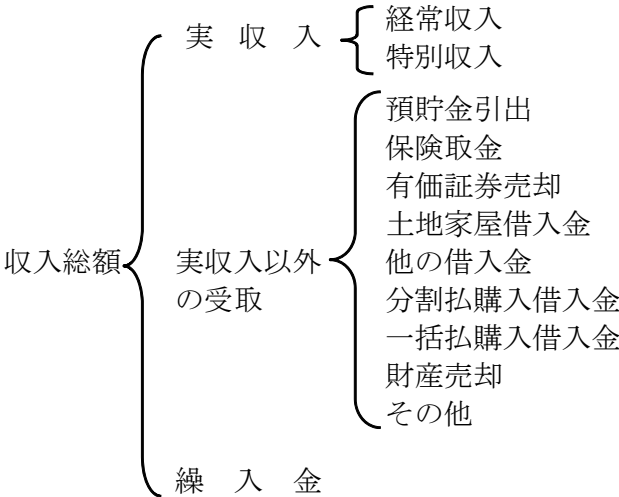 収入総額
実収入
経常収入
特別収入
実収入以外
の受取
預貯金引出
保険取金
有価証券売却
土地家屋借入金
他の借入金
分割払購入借入金
一括払購入借入金
財産売却
その他
繰入金